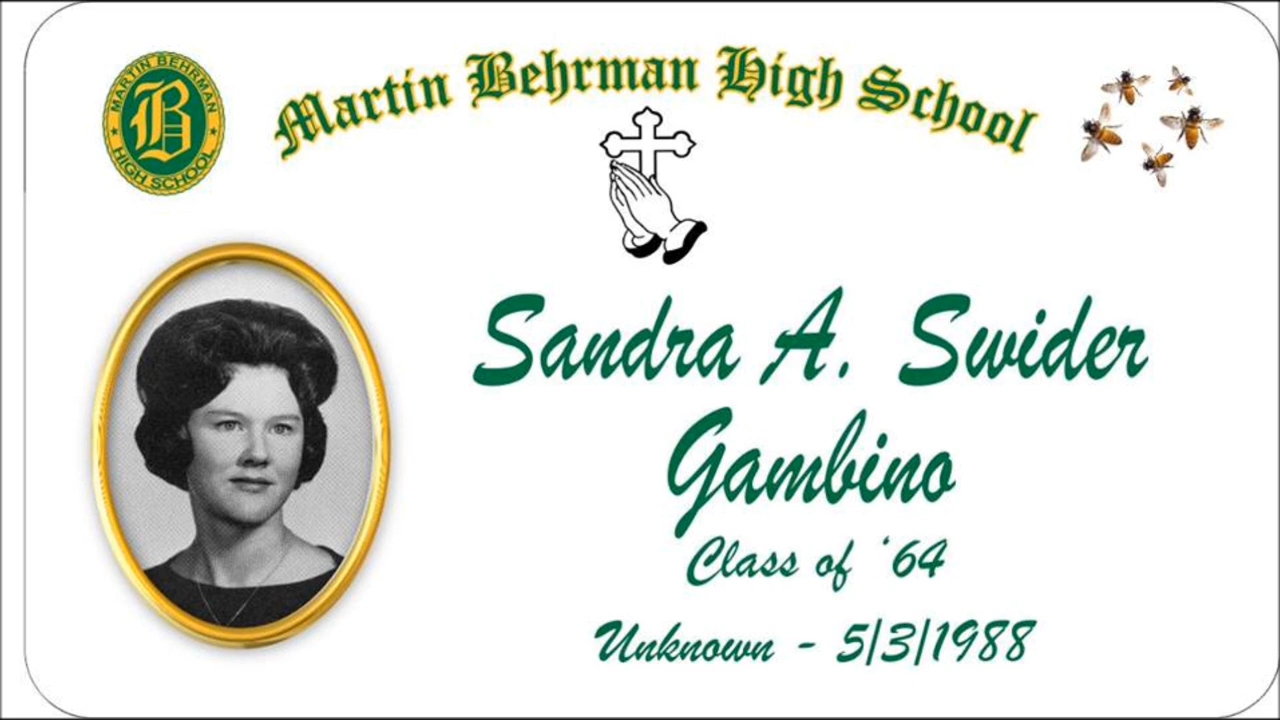 Martin Behrman High School
MARTIN BEHRMAN
B
HIGH SCHOOL
Sandra A. Swider
Gambino
Class of ‘64
Unknown - 5/3/1988